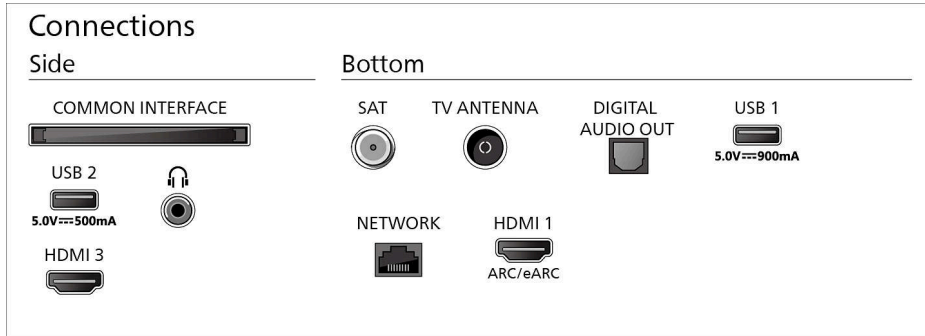 Connections
Side
COMMON INTERFACE
USB 2
5.0V⎓500mA
HDMI 3
Bottom
SAT
TV ANTENNA
DIGITAL
AUDIO OUT
USB 1
5.0V⎓900mA
NETWORK
HDMI 1
ARC/eARC